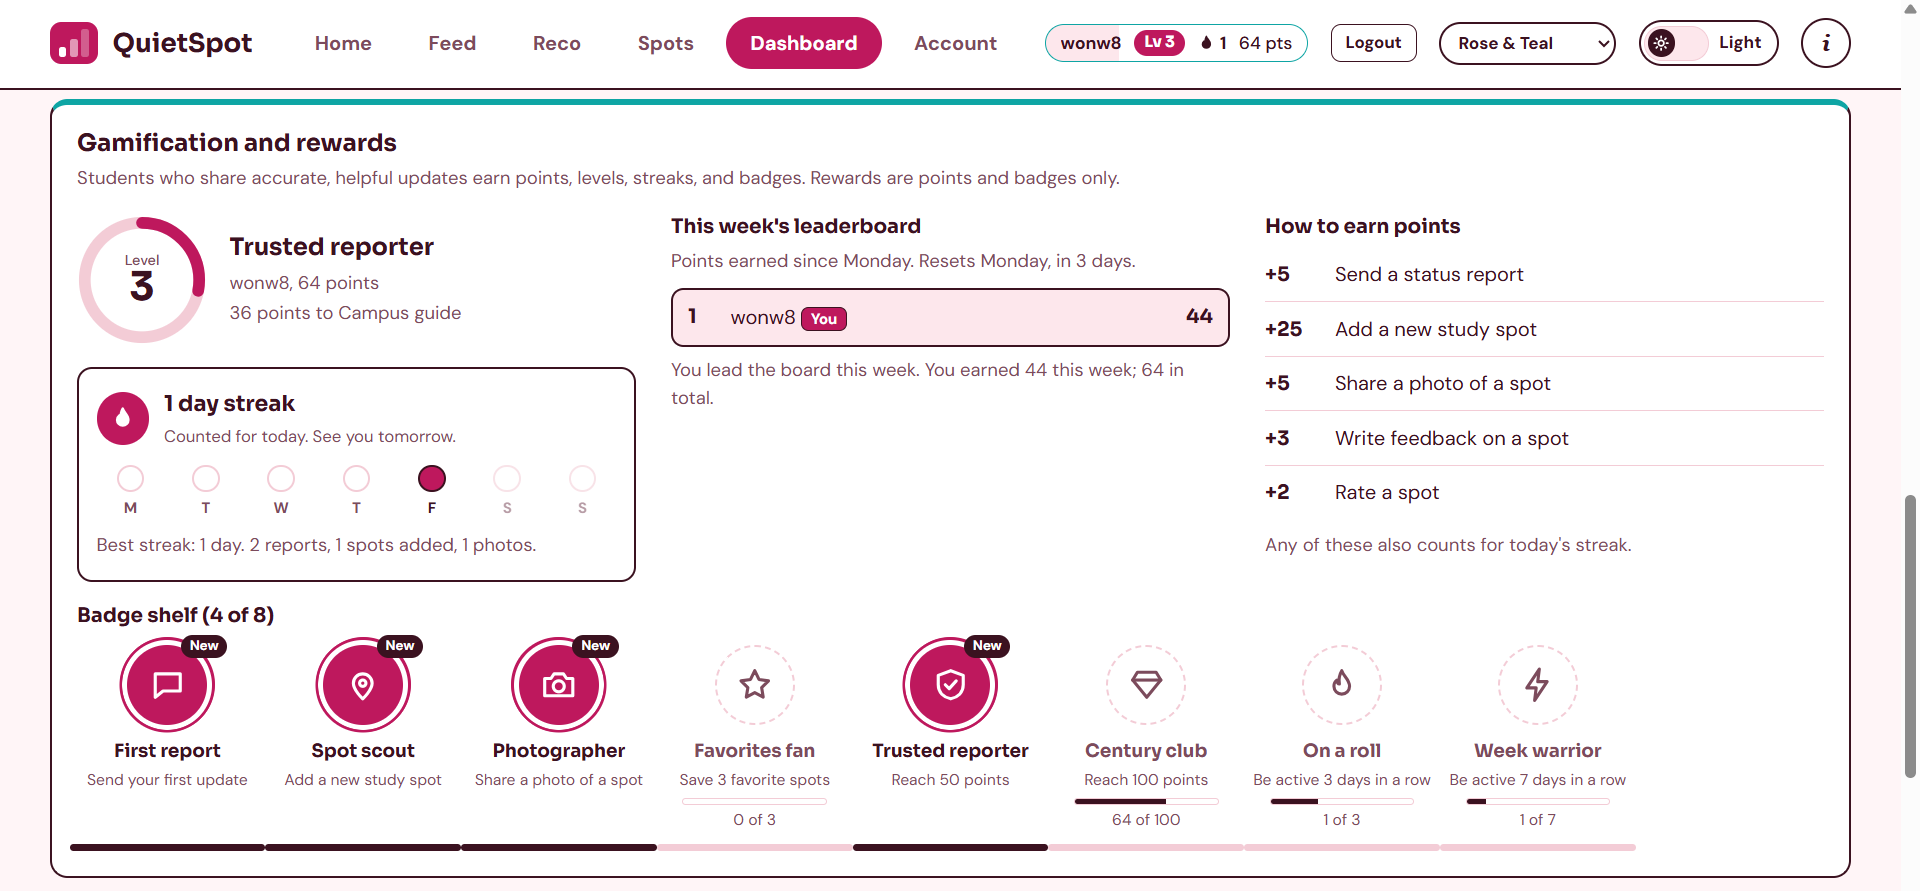 QuietSpot
Home
Feed
Reco
Spots
Dashboard
Account
wonw8 Lv 3 1 64 pts
Logout
Rose & Teal
Light
i
Gamification and rewards
Students who share accurate, helpful updates earn points, levels, streaks, and badges. Rewards are points and badges only.
Level
3
Trusted reporter
wonw8, 64 points
36 points to Campus guide
1 day streak
Counted for today. See you tomorrow.
M T W T F S S
Best streak: 1 day. 2 reports, 1 spots added, 1 photos.
This week's leaderboard
Points earned since Monday. Resets Monday, in 3 days.
1 wonw8 You 44
You lead the board this week. You earned 44 this week; 64 in
total.
How to earn points
+5 Send a status report
+25 Add a new study spot
+5 Share a photo of a spot
+3 Write feedback on a spot
+2 Rate a spot
Any of these also counts for today's streak.
Badge shelf (4 of 8)
New
First report
Send your first update
New
Spot scout
Add a new study spot
New
Photographer
Share a photo of a spot
Favorites fan
Save 3 favorite spots
0 of 3
New
Trusted reporter
Reach 50 points
Century club
Reach 100 points
64 of 100
On a roll
Be active 3 days in a row
1 of 3
Week warrior
Be active 7 days in a row
1 of 7